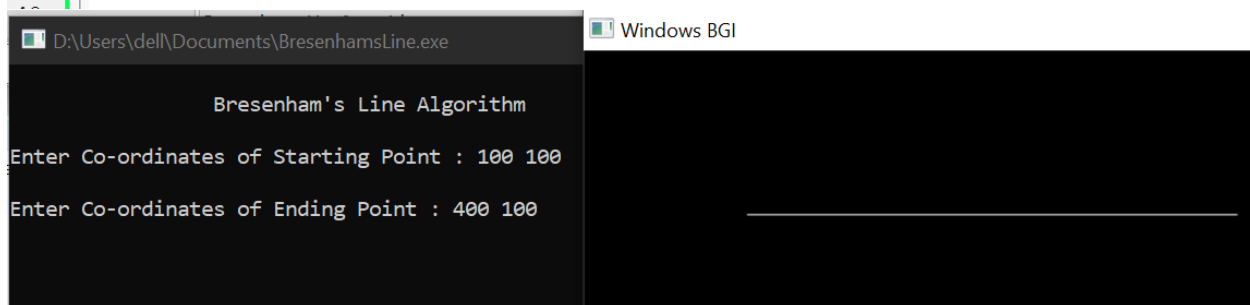 D:\Users\dell\Documents\BresenhamsLine.exe
Bresenham's Line Algorithm
Enter Co-ordinates of Starting Point : 100 100
Enter Co-ordinates of Ending Point : 400 100
Windows BGI